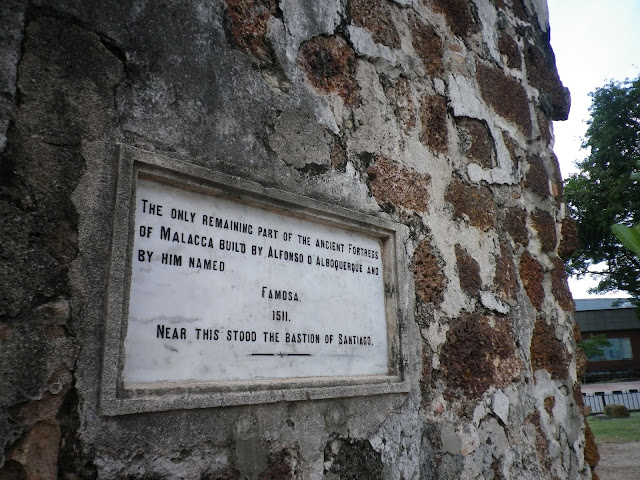 The only remaining part of the ancient Fortress
of Malacca built by Alfonso d'Alboquerque and
by him named
Famosa.
1511.
Near this stood the bastion of Santiago.